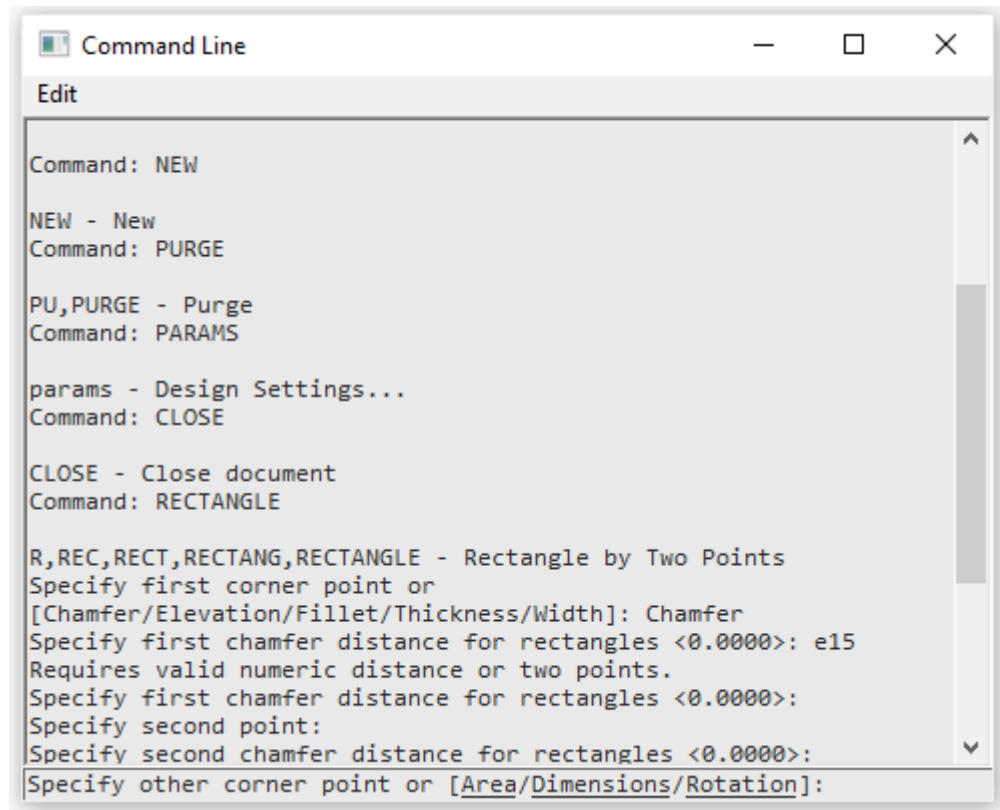 Command Line
Edit
Command: NEW
NEW - New
Command: PURGE
PU,PURGE - Purge
Command: PARAMS
params - Design Settings...
Command: CLOSE
CLOSE - Close document
Command: RECTANGLE
R,REC,RECT,RECTANG,RECTANGLE - Rectangle by Two Points
Specify first corner point or
[Chamfer/Elevation/Fillet/Thickness/Width]: Chamfer
Specify first chamfer distance for rectangles <0.0000>: e15
Requires valid numeric distance or two points.
Specify first chamfer distance for rectangles <0.0000>:
Specify second point:
Specify second chamfer distance for rectangles <0.0000>:
Specify other corner point or [Area/Dimensions/Rotation]: